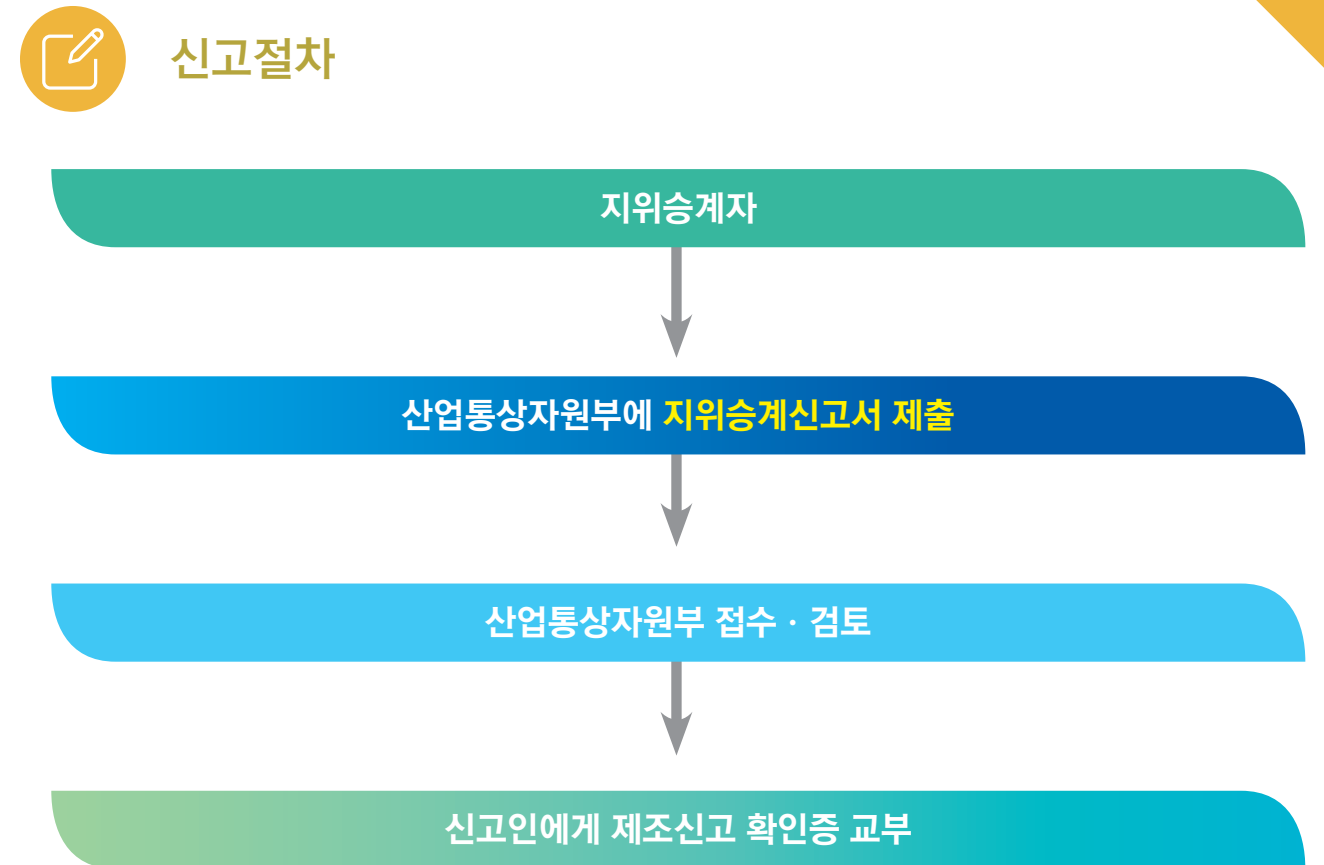 신고절차
지위승계자
산업통상자원부에 지위승계신고서 제출
산업통상자원부 접수 · 검토
신고인에게 제조신고 확인증 교부